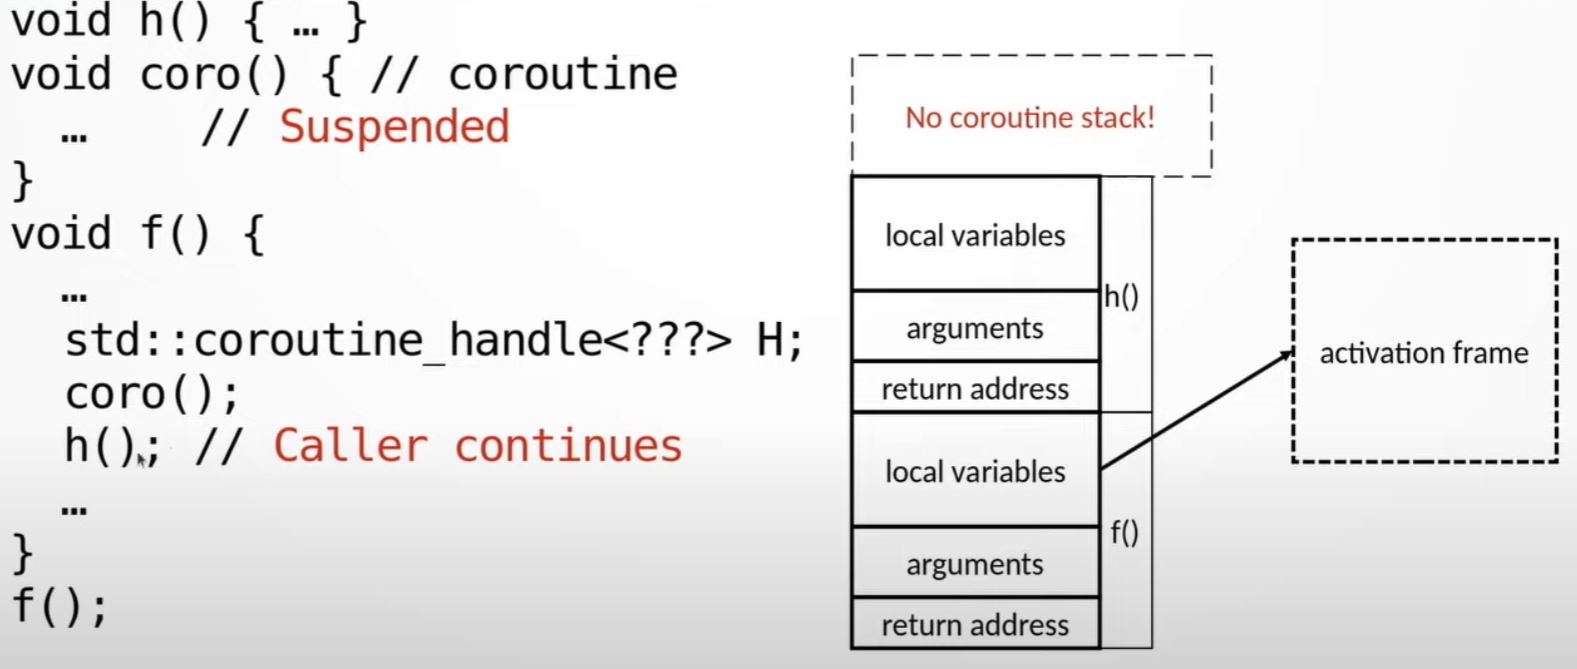 void h() { … }
void coro() { // coroutine
… // Suspended
}
void f() {
…
std::coroutine_handle<???> H;
coro();
h(); // Caller continues
…
}
f();
No coroutine stack!
local variables
arguments
return address
h()
local variables
arguments
return address
f()
activation frame